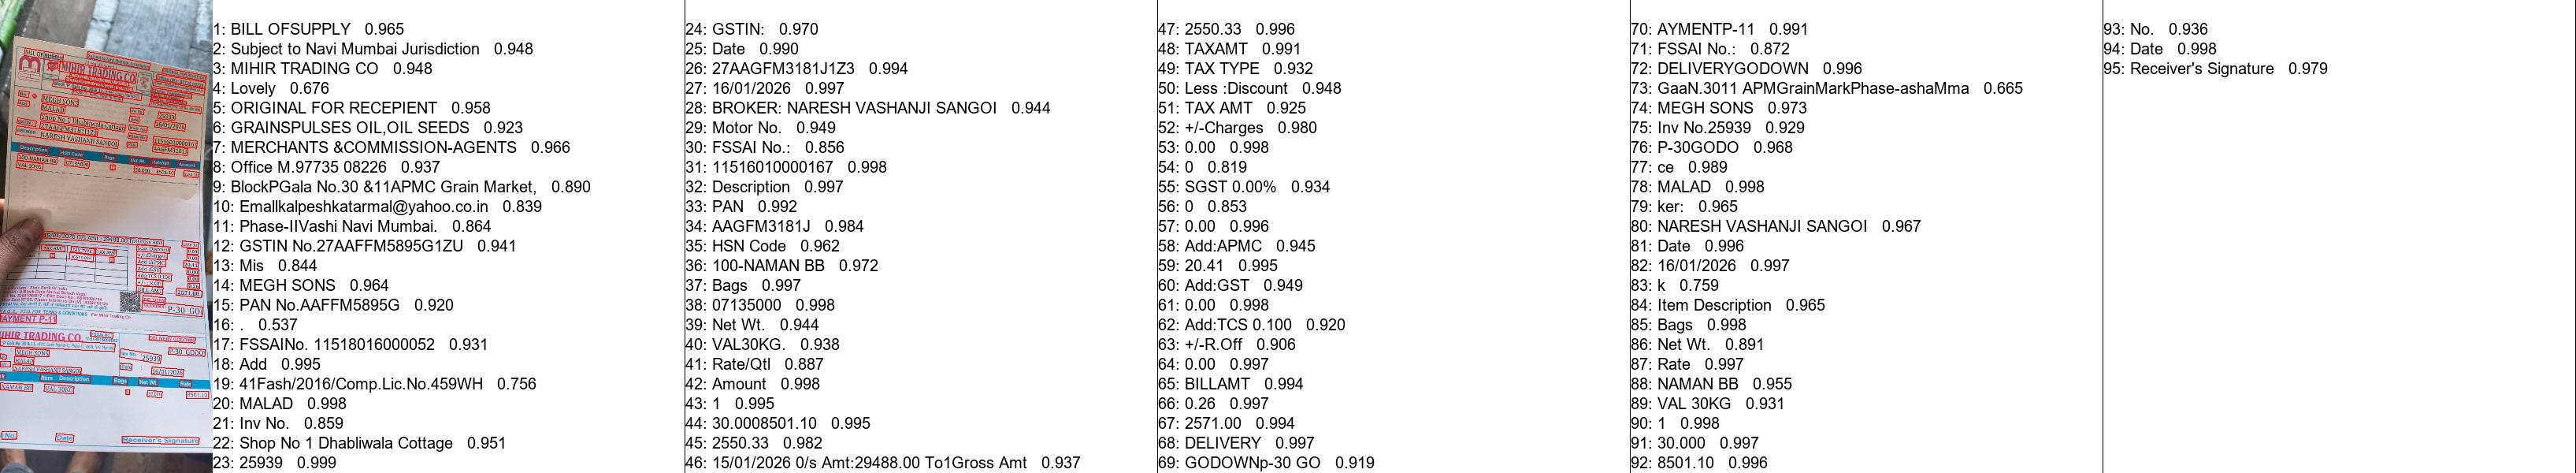 1: BILL OFSUPPLY 0.965
2: Subject to Navi Mumbai Jurisdiction 0.948
3: MIHIR TRADING CO 0.948
4: Lovely 0.676
5: ORIGINAL FOR RECEPIENT 0.958
6: GRAINSPULSES OIL,OIL SEEDS 0.923
7: MERCHANTS &COMMISSION-AGENTS 0.966
8: Office M.97735 08226 0.937
9: BlockPGala No.30 &11APMC Grain Market, 0.890
10: Emallkalpeshkatarmal@yahoo.co.in 0.839
11: Phase-IIVashi Navi Mumbai. 0.864
12: GSTIN No.27AAFFM5895G1ZU 0.941
13: Mis 0.844
14: MEGH SONS 0.964
15: PAN No.AAFFM5895G 0.920
16: . 0.537
17: FSSAINo. 11518016000052 0.931
18: Add 0.995
19: 41Fash/2016/Comp.Lic.No.459WH 0.756
20: MALAD 0.998
21: Inv No. 0.859
22: Shop No 1 Dhabliwala Cottage 0.951
23: 25939 0.999
24: GSTIN: 0.970
25: Date 0.990
26: 27AAGFM3181J1Z3 0.994
27: 16/01/2026 0.997
28: BROKER: NARESH VASHANJI SANGOI 0.944
29: Motor No. 0.949
30: FSSAI No.: 0.856
31: 11516010000167 0.998
32: Description 0.997
33: PAN 0.992
34: AAGFM3181J 0.984
35: HSN Code 0.962
36: 100-NAMAN BB 0.972
37: Bags 0.997
38: 07135000 0.998
39: Net Wt. 0.944
40: VAL30KG. 0.938
41: Rate/Qtl 0.887
42: Amount 0.998
43: 1 0.995
44: 30.0008501.10 0.995
45: 2550.33 0.982
46: 15/01/2026 0/s Amt:29488.00 To1Gross Amt 0.937
47: 2550.33 0.996
48: TAXAMT 0.991
49: TAX TYPE 0.932
50: Less :Discount 0.948
51: TAX AMT 0.925
52: +/-Charges 0.980
53: 0.00 0.998
54: 0 0.819
55: SGST 0.00% 0.934
56: 0 0.853
57: 0.00 0.996
58: Add:APMC 0.945
59: 20.41 0.995
60: Add:GST 0.949
61: 0.00 0.998
62: Add:TCS 0.100 0.920
63: +/-R.Off 0.906
64: 0.00 0.997
65: BILLAMT 0.994
66: 0.26 0.997
67: 2571.00 0.994
68: DELIVERY 0.997
69: GODOWNp-30 GO 0.919
70: AYMENTP-11 0.991
71: FSSAI No.: 0.872
72: DELIVERYGODOWN 0.996
73: GaaN.3011 APMGrainMarkPhase-ashaMma 0.665
74: MEGH SONS 0.973
75: Inv No.25939 0.929
76: P-30GODO 0.968
77: ce 0.989
78: MALAD 0.998
79: ker: 0.965
80: NARESH VASHANJI SANGOI 0.967
81: Date 0.996
82: 16/01/2026 0.997
83: k 0.759
84: Item Description 0.965
85: Bags 0.998
86: Net Wt. 0.891
87: Rate 0.997
88: NAMAN BB 0.955
89: VAL 30KG 0.931
90: 1 0.998
91: 30.000 0.997
92: 8501.10 0.996
93: No. 0.936
94: Date 0.998
95: Receiver's Signature 0.979